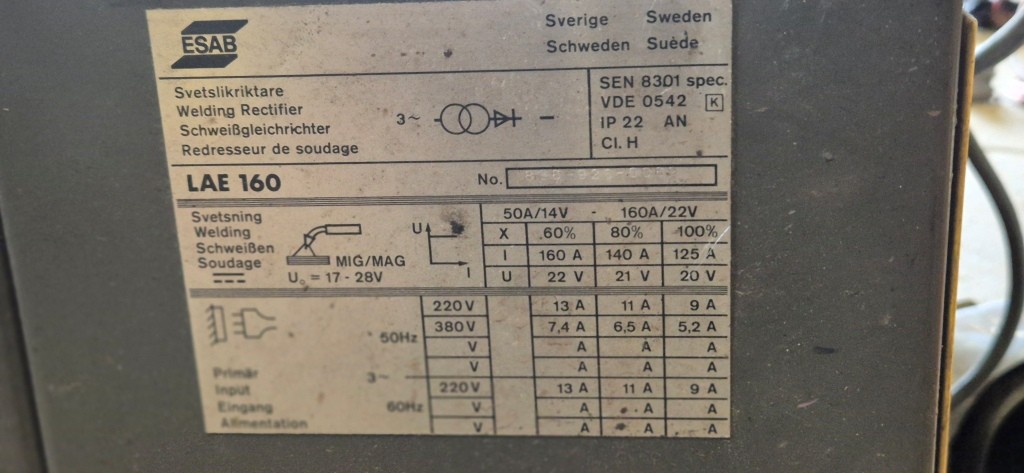 ESAB
Sverige Sweden
Schweden Suède
Svetslikriktare
Welding Rectifier
Schweißgleichrichter
Redresseur de soudage
3~ —
SEN 8301 spec.
VDE 0542 K
IP 22 AN
Cl. H
LAE 160
No.
Svetsning
Welding
Schweißen
Soudage
MIG/MAG
U₀ = 17 - 28V
U
I
50A/14V - 160A/22V
X 60% 80% 100%
I 160 A 140 A 125 A
U 22 V 21 V 20 V
Primär
Input
Eingang
Alimentation
3~
50Hz
220V 13 A 11 A 9 A
380V 7,4 A 6,5 A 5,2 A
V A A A
V A A A
60Hz
220V 13 A 11 A 9 A
V A A A
V A A A